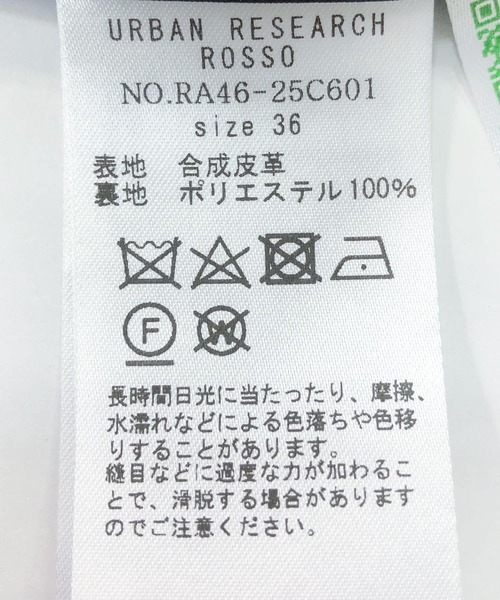 URBAN RESEARCH
ROSSO
NO.RA46-25C601
size 36
表地 合成皮革
裏地 ポリエステル100%
F W
長時間日光に当たったり、摩擦、
水濡れなどによる色落ちや色移
りすることがあります。
縫目などに過度な力が加わるこ
とで、滑脱する場合があります
のでご注意ください。